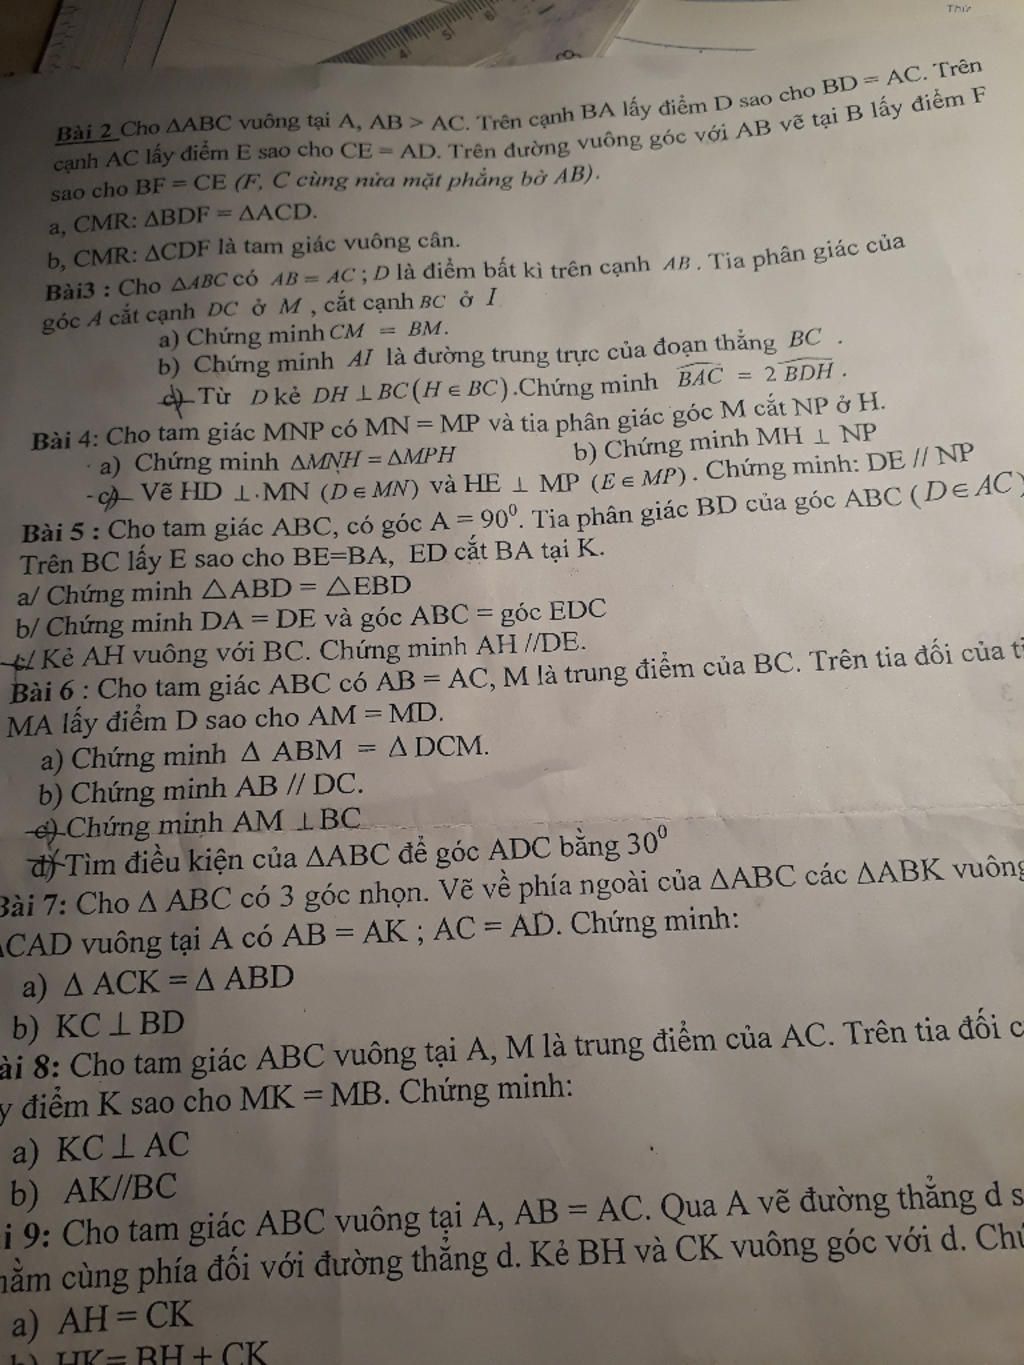 Thứ
4 5 6
Bài 2 Cho ΔABC vuông tại A, AB > AC. Trên cạnh BA lấy điểm D sao cho BD = AC. Trên
cạnh AC lấy điểm E sao cho CE = AD. Trên đường vuông góc với AB vẽ tại B lấy điểm F
sao cho BF = CE (F, C cùng nửa mặt phẳng bờ AB).
a, CMR: ΔBDF = ΔACD.
b, CMR: ΔCDF là tam giác vuông cân.
Bài3 : Cho ΔABC có AB = AC ; D là điểm bất kì trên cạnh AB . Tia phân giác của
góc A cắt cạnh DC ở M , cắt cạnh BC ở I
a) Chứng minh CM = BM.
b) Chứng minh AI là đường trung trực của đoạn thẳng BC .
c) Từ D kẻ DH ⊥ BC (H ∈ BC).Chứng minh BAC = 2 BDH .
Bài 4: Cho tam giác MNP có MN = MP và tia phân giác góc M cắt NP ở H.
a) Chứng minh ΔMNH = ΔMPH b) Chứng minh MH ⊥ NP
c) Vẽ HD ⊥ MN (D ∈ MN) và HE ⊥ MP (E ∈ MP) . Chứng minh: DE // NP
Bài 5 : Cho tam giác ABC, có góc A = 90⁰. Tia phân giác BD của góc ABC ( D ∈ AC )
Trên BC lấy E sao cho BE=BA, ED cắt BA tại K.
a/ Chứng minh △ABD = △EBD
b/ Chứng minh DA = DE và góc ABC = góc EDC
c/ Kẻ AH vuông với BC. Chứng minh AH //DE.
Bài 6 : Cho tam giác ABC có AB = AC, M là trung điểm của BC. Trên tia đối của
MA lấy điểm D sao cho AM = MD.
a) Chứng minh Δ ABM = Δ DCM.
b) Chứng minh AB // DC.
c) Chứng minh AM ⊥ BC
d) Tìm điều kiện của ΔABC để góc ADC bằng 30⁰
Bài 7: Cho Δ ABC có 3 góc nhọn. Vẽ về phía ngoài của ΔABC các ΔABK vuông
CAD vuông tại A có AB = AK ; AC = AD. Chứng minh:
a) Δ ACK = Δ ABD
b) KC ⊥ BD
ài 8: Cho tam giác ABC vuông tại A, M là trung điểm của AC. Trên tia đối c
y điểm K sao cho MK = MB. Chứng minh:
a) KC ⊥ AC
b) AK//BC
i 9: Cho tam giác ABC vuông tại A, AB = AC. Qua A vẽ đường thẳng d s
nằm cùng phía đối với đường thẳng d. Kẻ BH và CK vuông góc với d. Chứ
a) AH = CK
b) HK= BH + CK